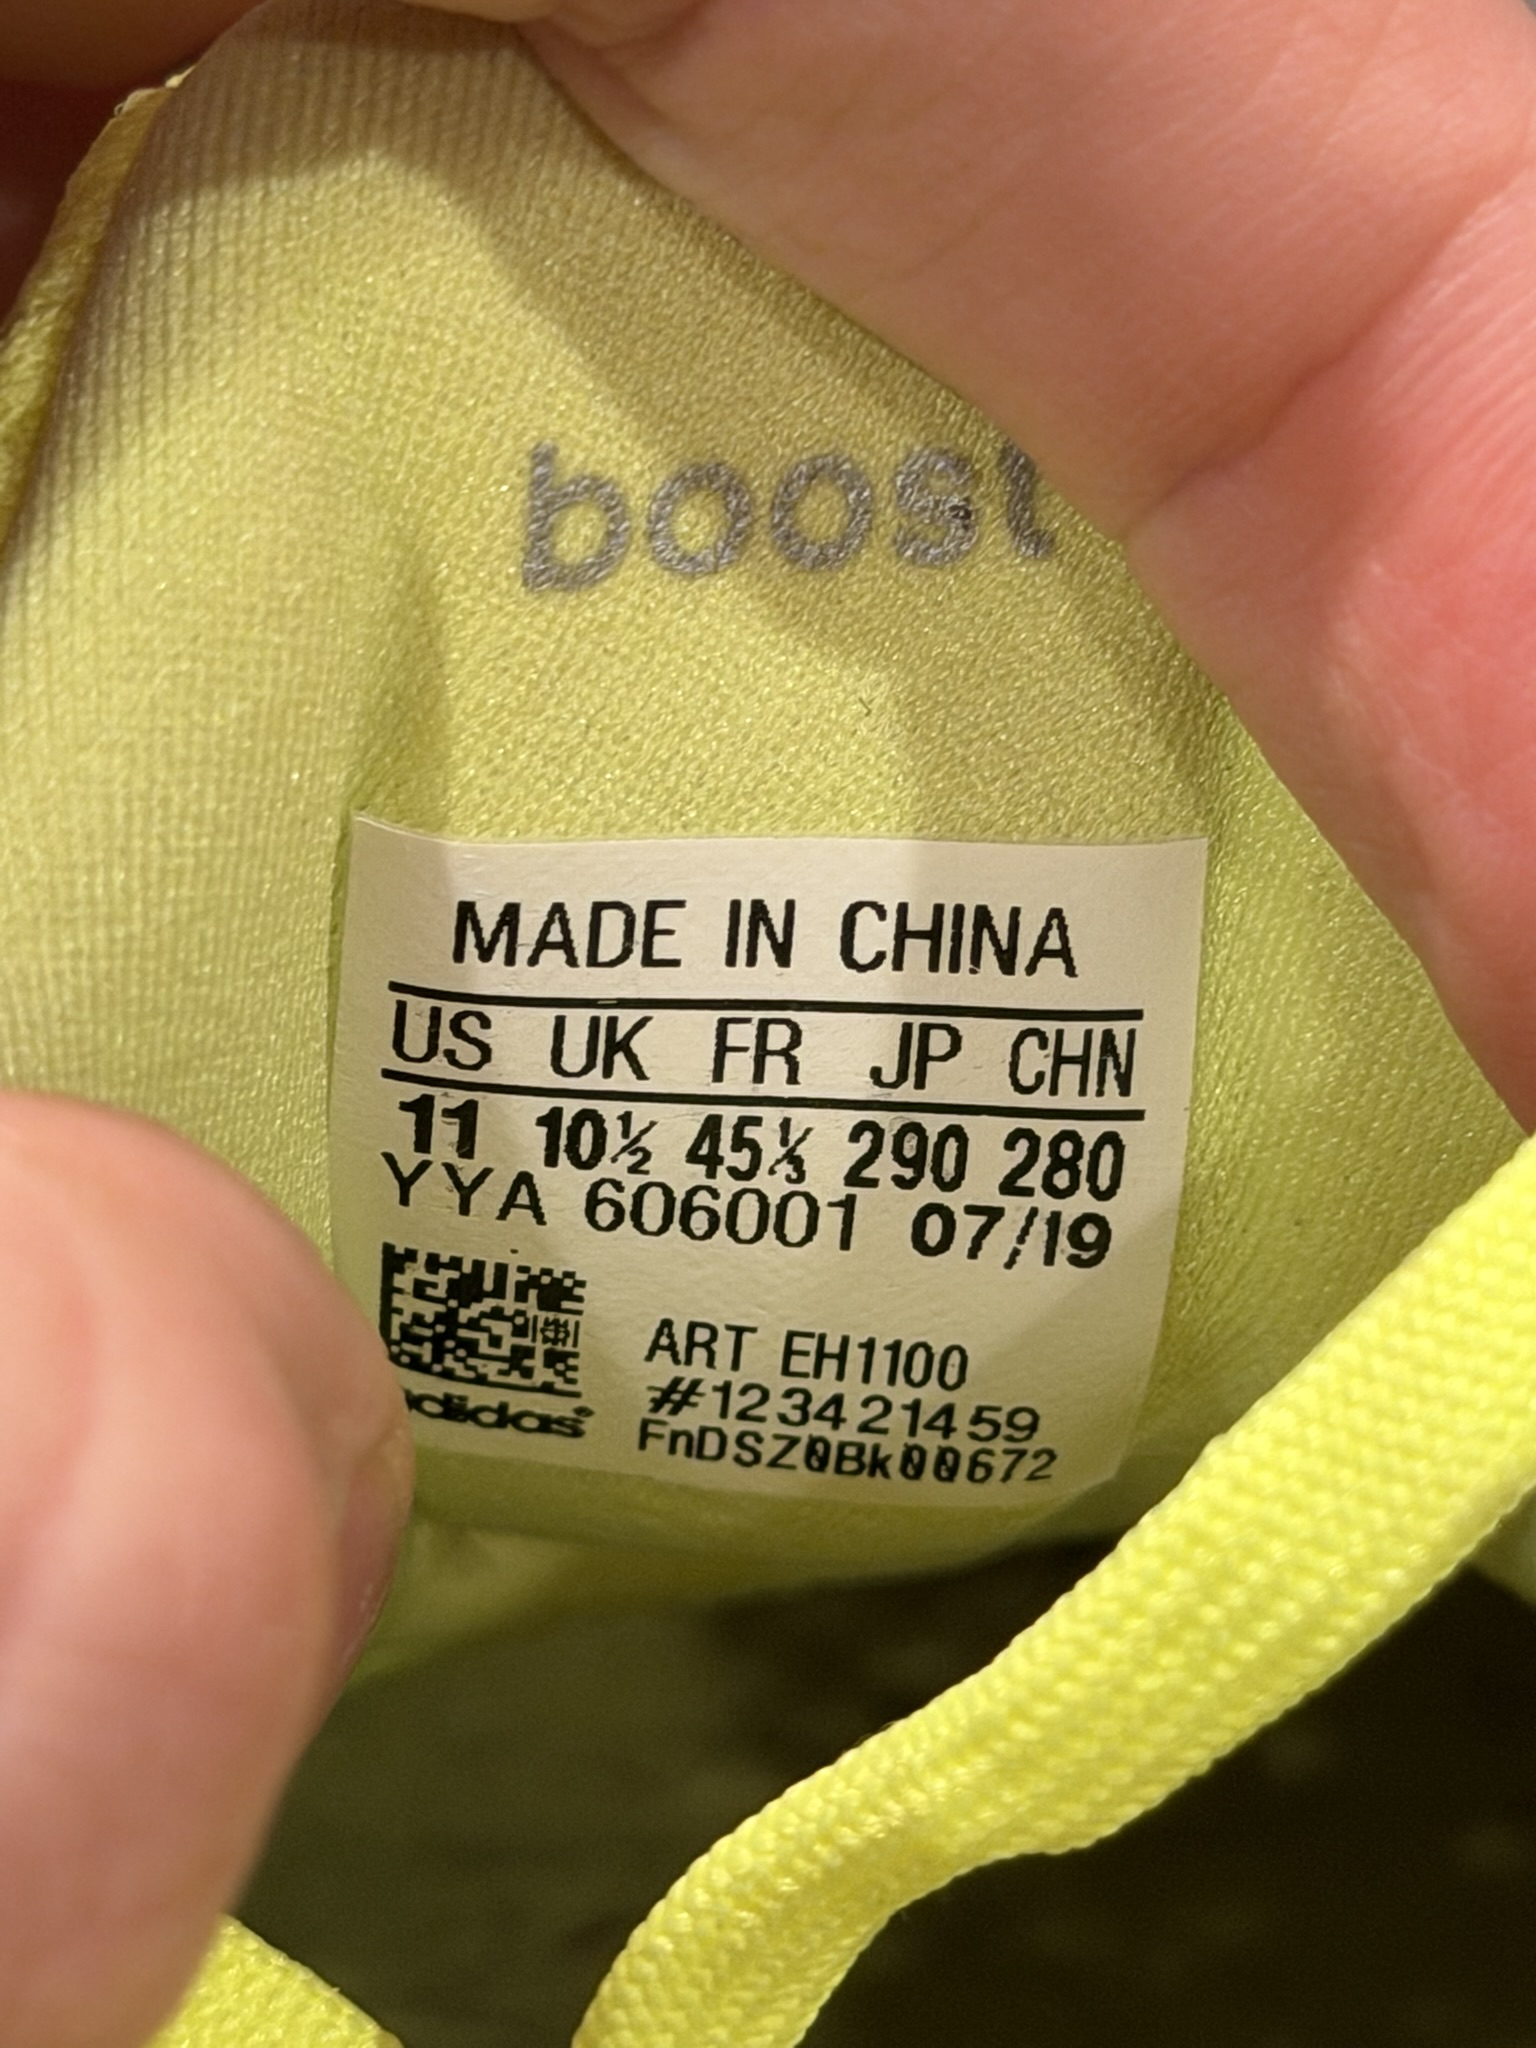 boost
MADE IN CHINA
US UK FR JP CHN
11 10½ 45⅓ 290 280
YYA 606001 07/19
ART EH1100
#123421459
FnDSZ0Bk00672
adidas®